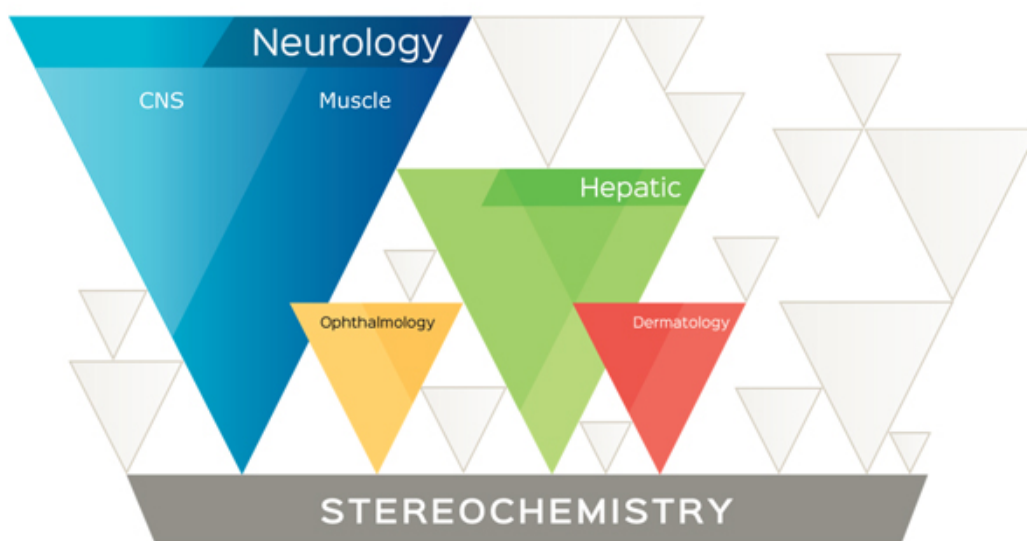 Neurology
CNS
Muscle
Hepatic
Ophthalmology
Dermatology
STEREOCHEMISTRY